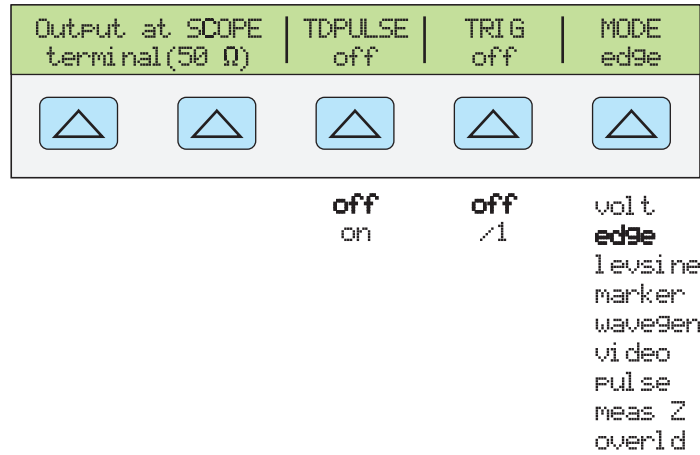 Output at SCOPE
terminal(50 Ω)
TDPULSE
off
TRIG
off
MODE
edge
off
on
off
/1
volt
edge
levsine
marker
wavegen
video
pulse
meas Z
overld